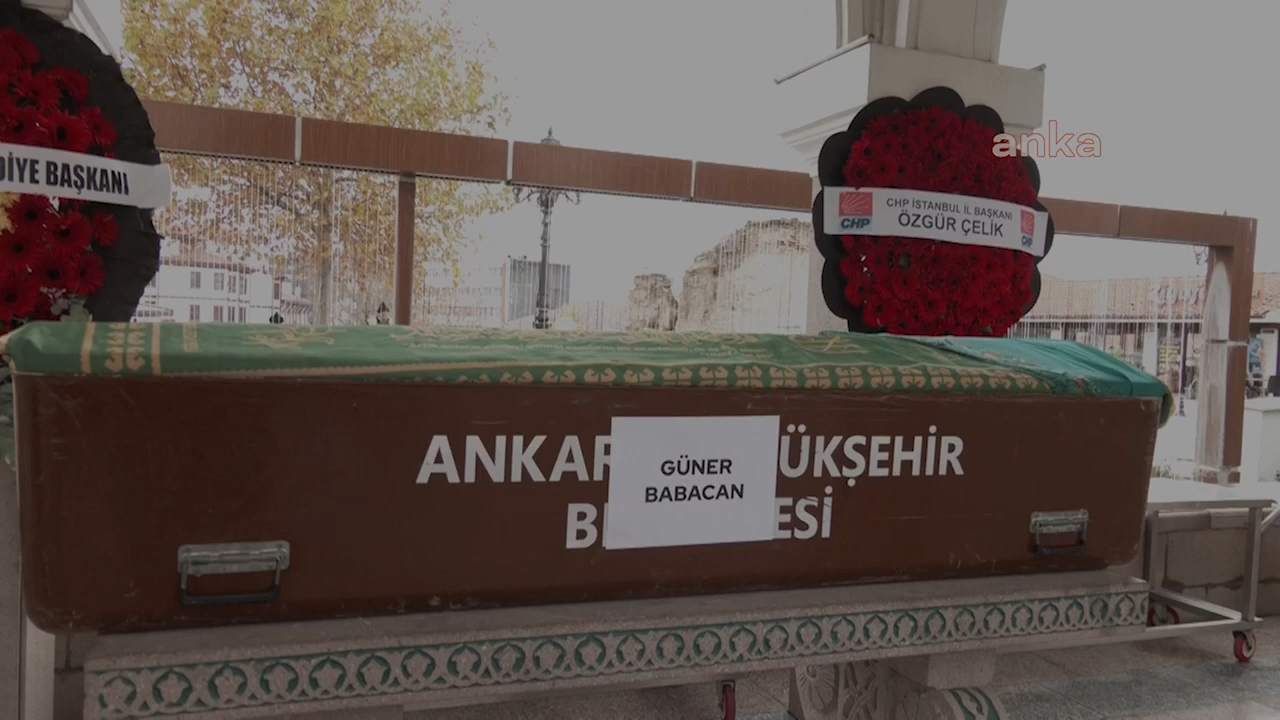 anka
DİYE BAŞKANI
CHP İSTANBUL İL BAŞKANI
CHP ÖZGÜR ÇELİK CHP
ANKAR ÜKŞEHİR
GÜNER
BABACAN
B ESİ